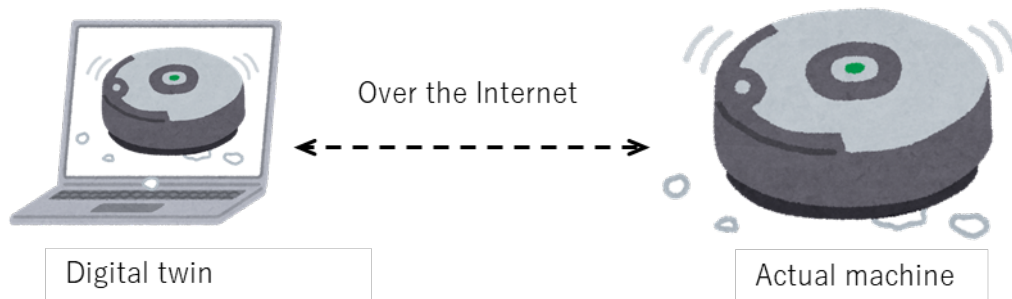 Over the Internet
Digital twin
Actual machine